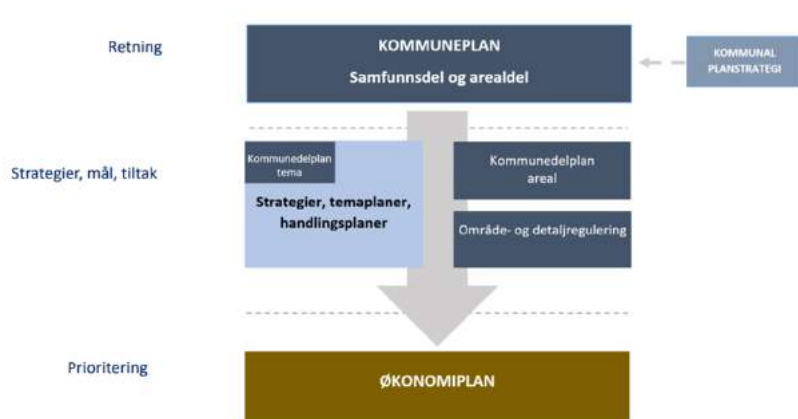 Retning
KOMMUNEPLAN
Samfunnsdel og arealdel
KOMMUNAL
PLANSTRATEGI
Strategier, mål, tiltak
Kommunedelplan
tema
Strategier, temaplaner,
handlingsplaner
Kommunedelplan
areal
Område- og detaljregulering
Prioritering
ØKONOMIPLAN